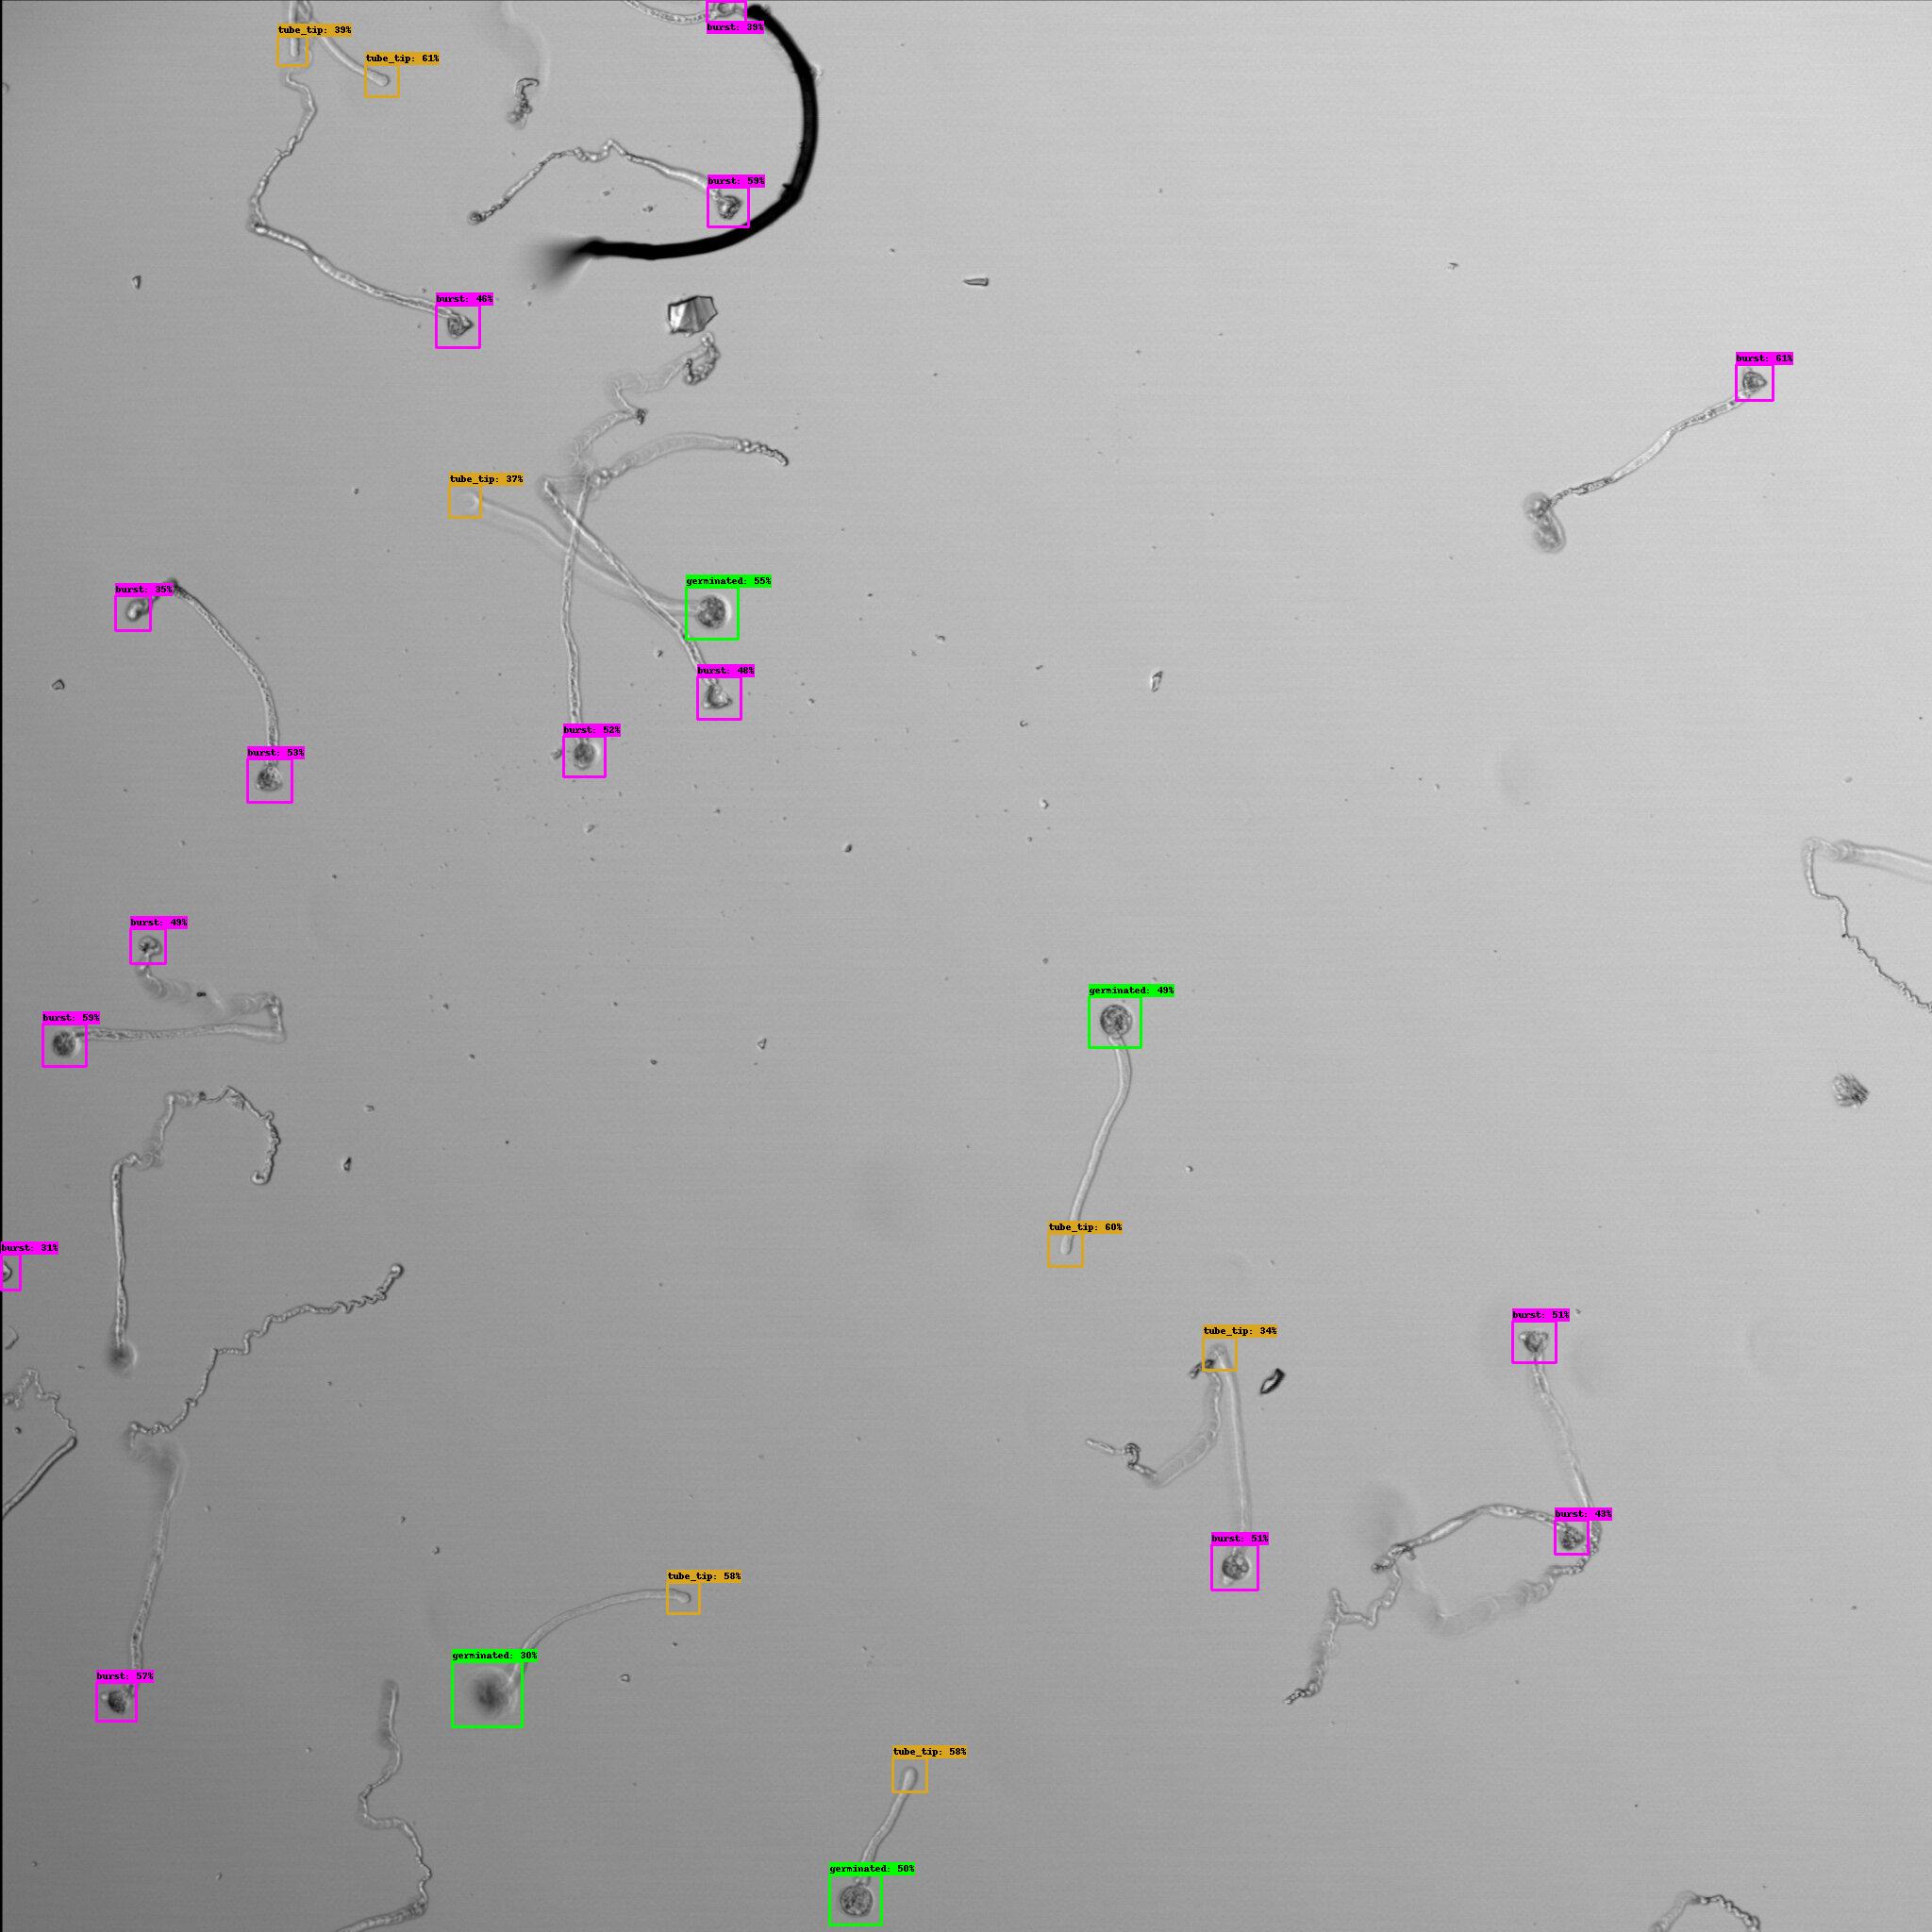 burst: 39%
tube_tip: 39%
tube_tip: 61%
burst: 59%
burst: 46%
burst: 61%
tube_tip: 37%
germinated: 55%
burst: 35%
burst: 48%
burst: 52%
burst: 53%
burst: 49%
germinated: 49%
burst: 53%
tube_tip: 60%
burst: 31%
burst: 51%
tube_tip: 34%
burst: 43%
burst: 51%
tube_tip: 58%
germinated: 30%
burst: 57%
tube_tip: 58%
germinated: 50%